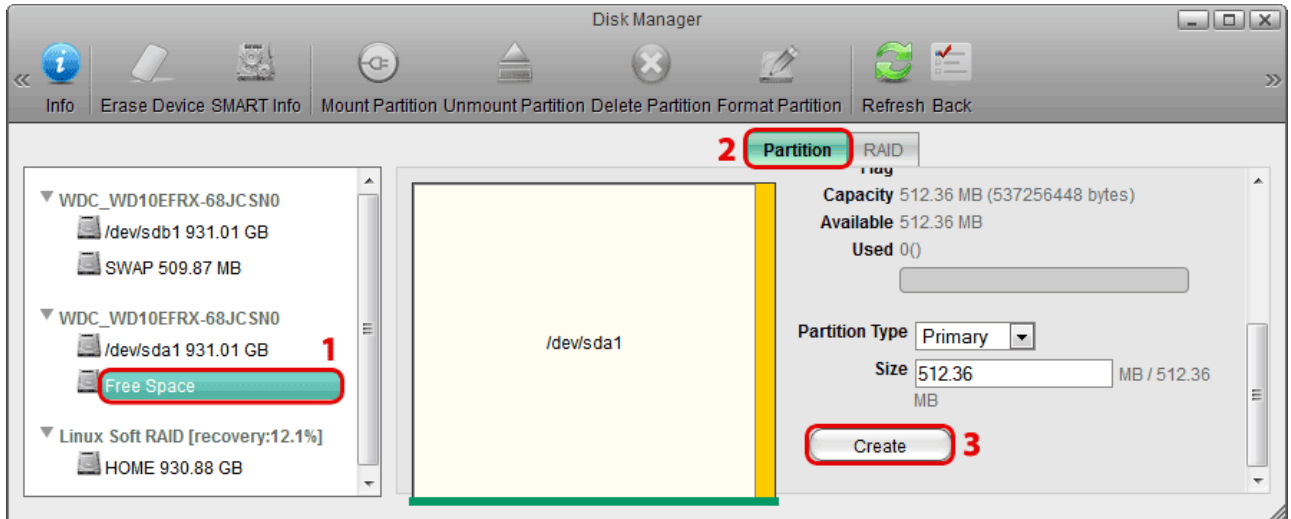 Disk Manager
«
Info
Erase Device
SMART Info
Mount Partition
Unmount Partition
Delete Partition
Format Partition
Refresh
Back
»
2
Partition
RAID
WDC_WD10EFRX-68JCSN0
/dev/sdb1 931.01 GB
SWAP 509.87 MB
WDC_WD10EFRX-68JCSN0
/dev/sda1 931.01 GB
1
Free Space
Linux Soft RAID [recovery:12.1%]
HOME 930.88 GB
/dev/sda1
Flag
Capacity 512.36 MB (537256448 bytes)
Available 512.36 MB
Used 0()
Partition Type Primary
Size 512.36 MB / 512.36
MB
Create
3